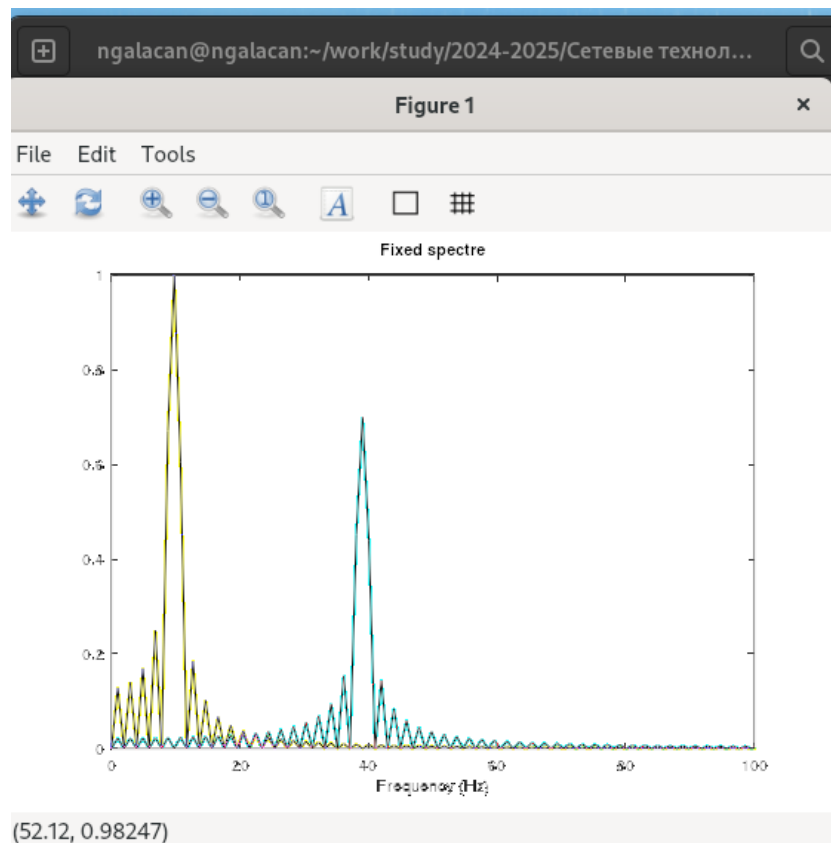 ngalacan@ngalacan:~/work/study/2024-2025/Сетевые технол...
Figure 1
File Edit Tools
Fixed spectre
1
0.8
0.6
0.4
0.2
0
0 20 40 60 80 100
Frequency (Hz)
(52.12, 0.98247)